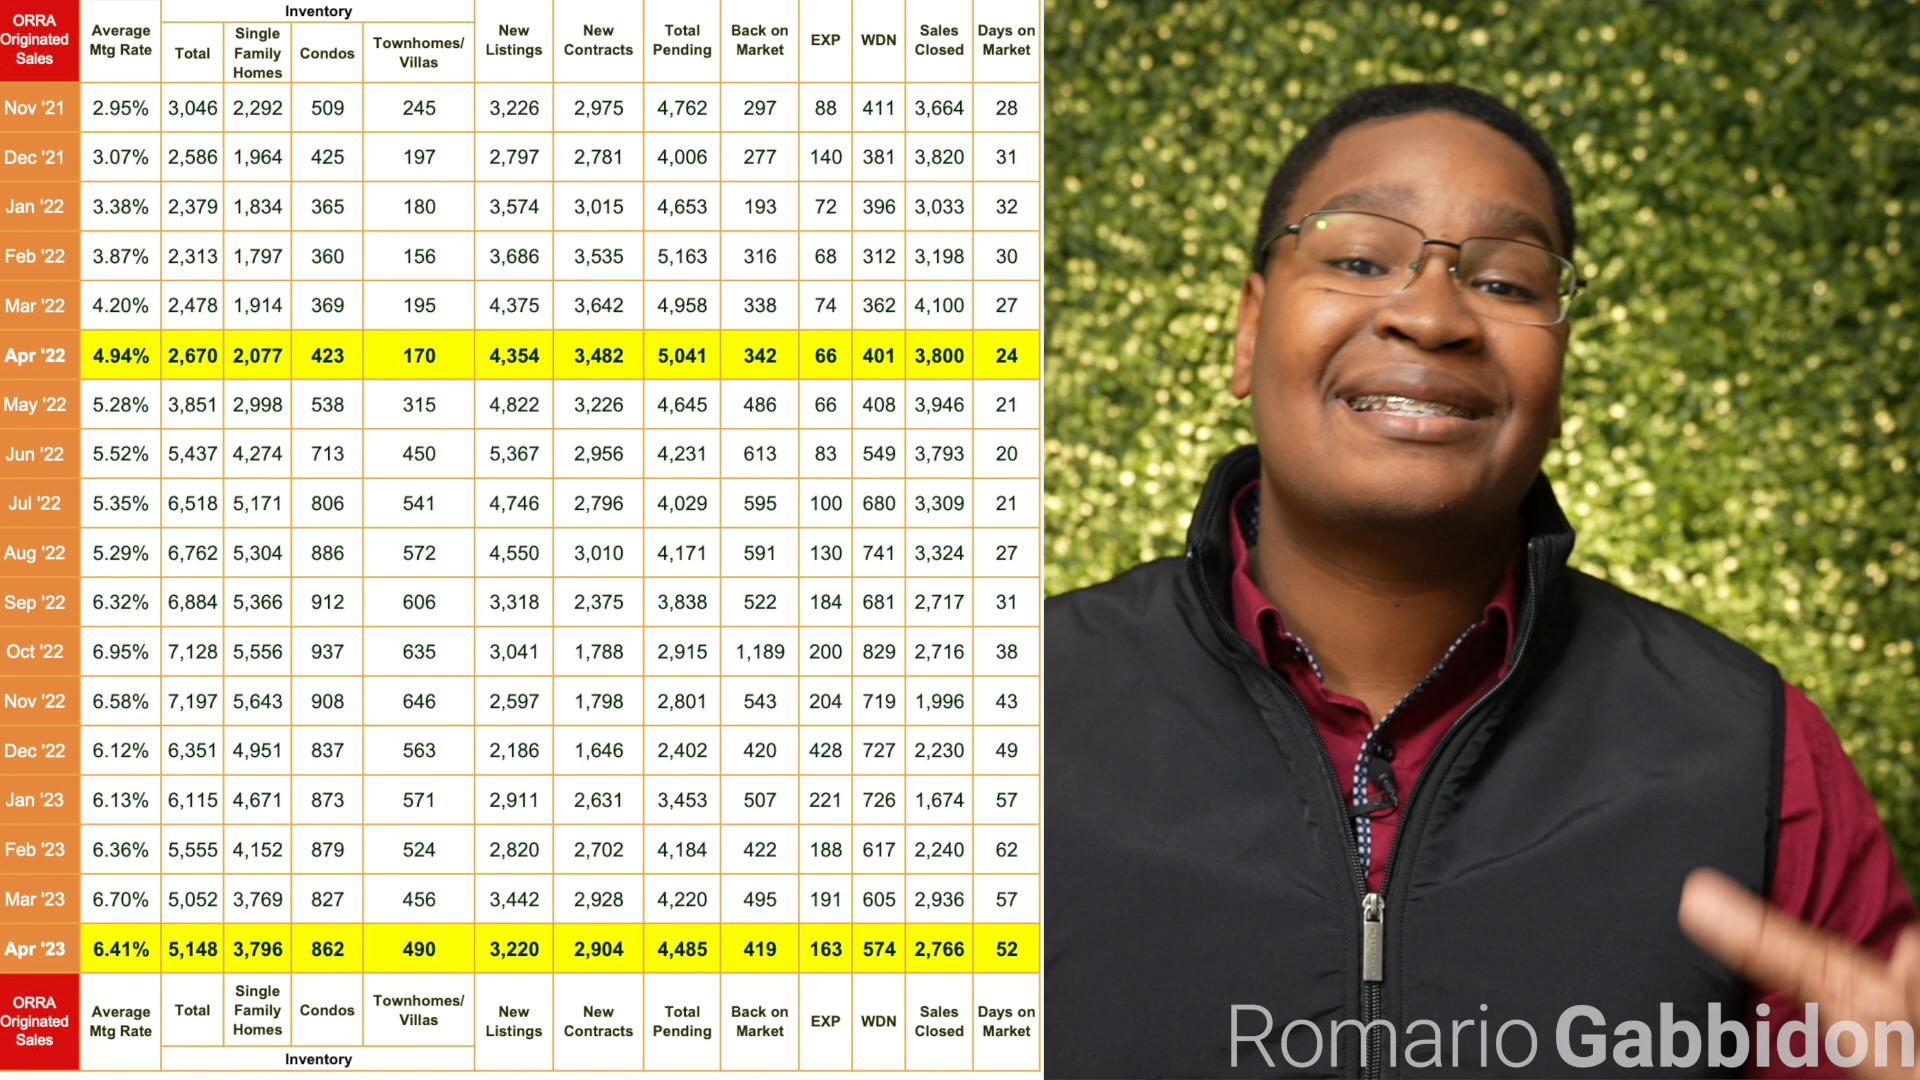 ORRA Originated Sales Average Mtg Rate Inventory Total Single Family Homes Condos Townhomes/ Villas New Listings New Contracts Total Pending Back on Market EXP WDN Sales Closed Days on Market
Nov '21 2.95% 3,046 2,292 509 245 3,226 2,975 4,762 297 88 411 3,664 28
Dec '21 3.07% 2,586 1,964 425 197 2,797 2,781 4,006 277 140 381 3,820 31
Jan '22 3.38% 2,379 1,834 365 180 3,574 3,015 4,653 193 72 396 3,033 32
Feb '22 3.87% 2,313 1,797 360 156 3,686 3,535 5,163 316 68 312 3,198 30
Mar '22 4.20% 2,478 1,914 369 195 4,375 3,642 4,958 338 74 362 4,100 27
Apr '22 4.94% 2,670 2,077 423 170 4,354 3,482 5,041 342 66 401 3,800 24
May '22 5.28% 3,851 2,998 538 315 4,822 3,226 4,645 486 66 408 3,946 21
Jun '22 5.52% 5,437 4,274 713 450 5,367 2,956 4,231 613 83 549 3,793 20
Jul '22 5.35% 6,518 5,171 806 541 4,746 2,796 4,029 595 100 680 3,309 21
Aug '22 5.29% 6,762 5,304 886 572 4,550 3,010 4,171 591 130 741 3,324 27
Sep '22 6.32% 6,884 5,366 912 606 3,318 2,375 3,838 522 184 681 2,717 31
Oct '22 6.95% 7,128 5,556 937 635 3,041 1,788 2,915 1,189 200 829 2,716 38
Nov '22 6.58% 7,197 5,643 908 646 2,597 1,798 2,801 543 204 719 1,996 43
Dec '22 6.12% 6,351 4,951 837 563 2,186 1,646 2,402 420 428 727 2,230 49
Jan '23 6.13% 6,115 4,671 873 571 2,911 2,631 3,453 507 221 726 1,674 57
Feb '23 6.36% 5,555 4,152 879 524 2,820 2,702 4,184 422 188 617 2,240 62
Mar '23 6.70% 5,052 3,769 827 456 3,442 2,928 4,220 495 191 605 2,936 57
Apr '23 6.41% 5,148 3,796 862 490 3,220 2,904 4,485 419 163 574 2,766 52
ORRA Originated Sales Average Mtg Rate Total Single Family Homes Condos Townhomes/ Villas Inventory New Listings New Contracts Total Pending Back on Market EXP WDN Sales Closed Days on Market
Romario Gabbidon